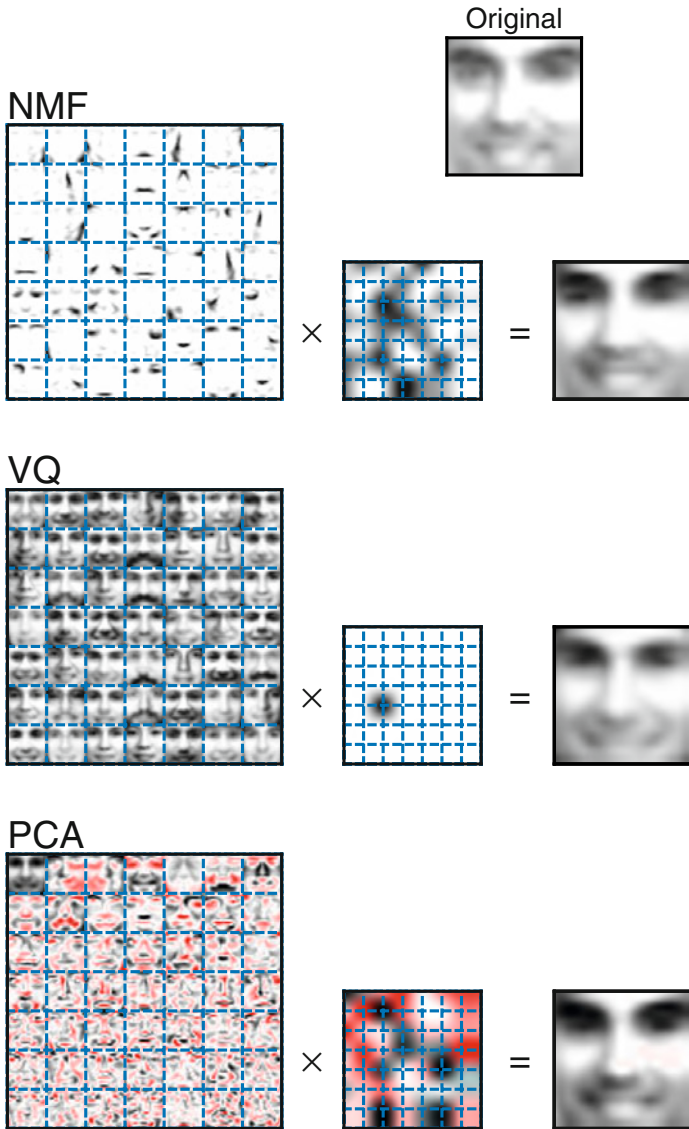 Original
NMF
× =
VQ
× =
PCA
× =